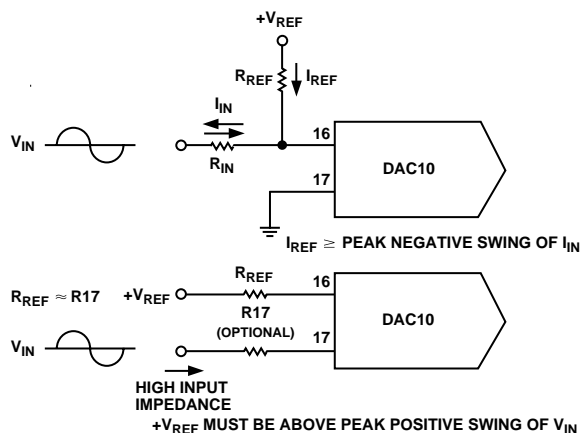 +VREF
RREF
IREF
IIN
VIN
RIN
16
17
DAC10
IREF ≥ PEAK NEGATIVE SWING OF IIN
RREF ≈ R17
+VREF
RREF
16
R17
(OPTIONAL)
DAC10
VIN
17
HIGH INPUT
IMPEDANCE
+VREF MUST BE ABOVE PEAK POSITIVE SWING OF VIN